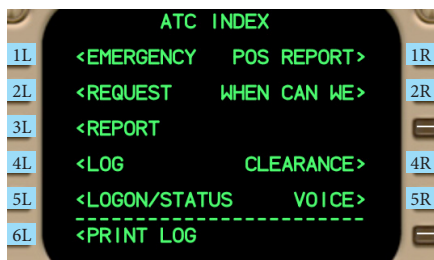 ATC INDEX
1L <EMERGENCY POS REPORT> 1R
2L <REQUEST WHEN CAN WE> 2R
3L <REPORT
4L <LOG CLEARANCE> 4R
5L <LOGON/STATUS VOICE> 5R
6L <PRINT LOG